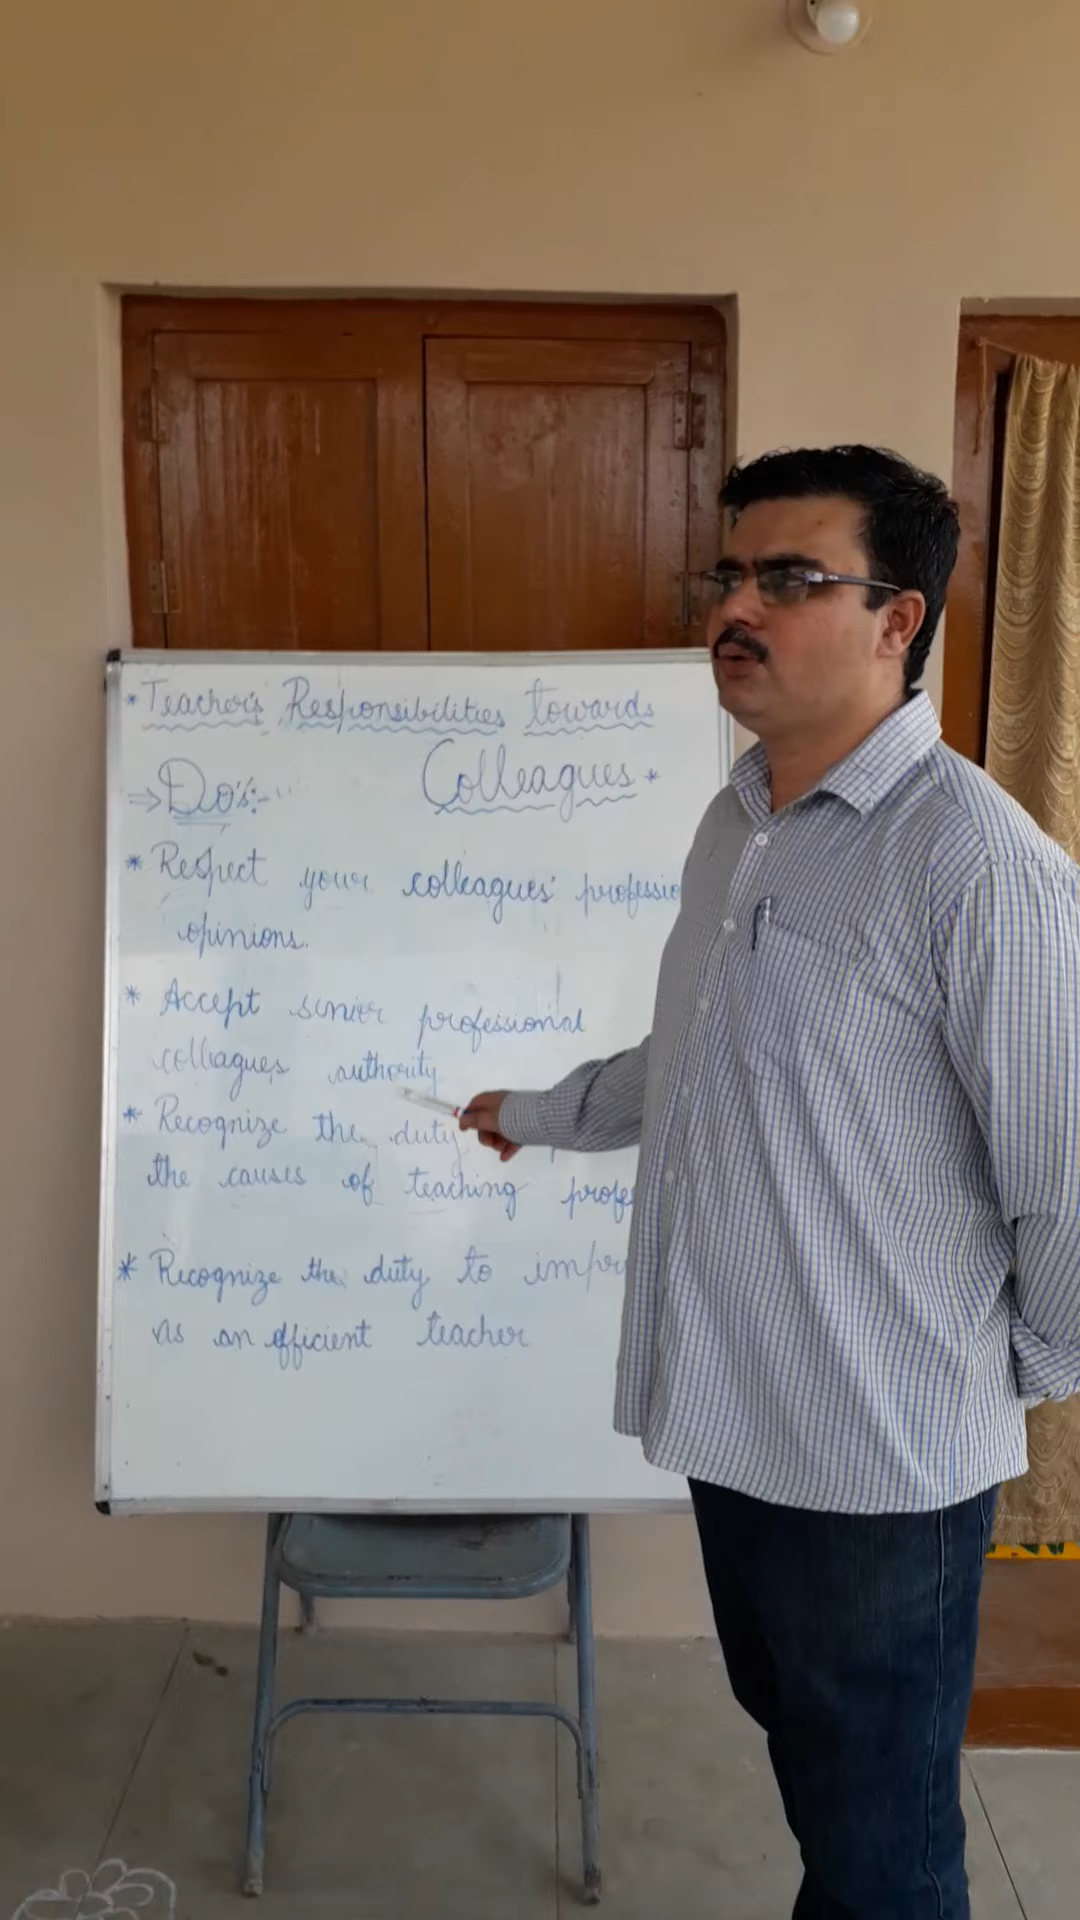 * Teacher's Responsibilities towards
Colleagues *
⇒ Do's:-
* Respect your colleagues' professio
opinions.
* Accept senior professional
colleagues authority
* Recognize the duty
the causes of teaching profe
* Recognize the duty to impr
as an efficient teacher